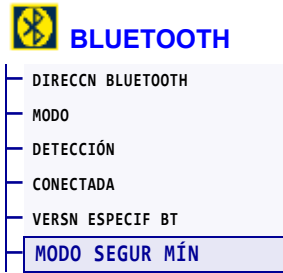 BLUETOOTH
DIRECCN BLUETOOTH
MODO
DETECCIÓN
CONECTADA
VERSN ESPECIF BT
MODO SEGUR MÍN